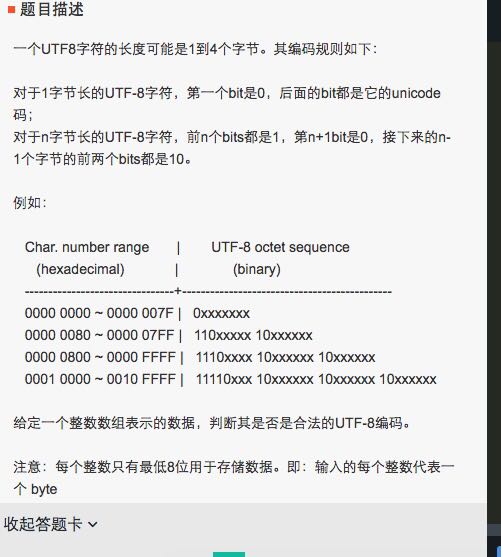 题目描述
一个UTF8字符的长度可能是1到4个字节。其编码规则如下：
对于1字节长的UTF-8字符，第一个bit是0，后面的bit都是它的unicode
码；
对于n字节长的UTF-8字符，前n个bits都是1，第n+1bit是0，接下来的n-
1个字节的前两个bits都是10。
例如：
Char. number range | UTF-8 octet sequence
(hexadecimal) | (binary)
--------------------------------+---------------------------------------------
0000 0000 ~ 0000 007F | 0xxxxxxx
0000 0080 ~ 0000 07FF | 110xxxxx 10xxxxxx
0000 0800 ~ 0000 FFFF | 1110xxxx 10xxxxxx 10xxxxxx
0001 0000 ~ 0010 FFFF | 11110xxx 10xxxxxx 10xxxxxx 10xxxxxx
给定一个整数数组表示的数据，判断其是否是合法的UTF-8编码。
注意：每个整数只有最低8位用于存储数据。即：输入的每个整数代表一
个 byte
收起答题卡